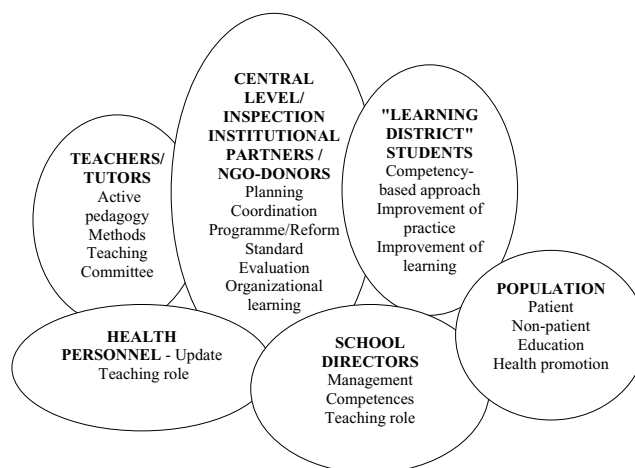 TEACHERS/
TUTORS
Active
pedagogy
Methods
Teaching
Committee
CENTRAL
LEVEL/
INSPECTION
INSTITUTIONAL
PARTNERS /
NGO-DONORS
Planning
Coordination
Programme/Reform
Standard
Evaluation
Organizational
learning
"LEARNING
DISTRICT"
STUDENTS
Competency-
based approach
Improvement of
practice
Improvement of
learning
POPULATION
Patient
Non-patient
Education
Health promotion
HEALTH
PERSONNEL - Update
Teaching role
SCHOOL
DIRECTORS
Management
Competences
Teaching role